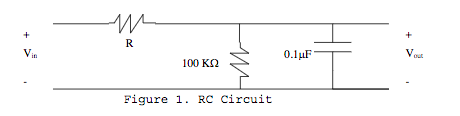 + +
R
Vin 0.1μF Vout
100 KΩ
- -
Figure 1. RC Circuit